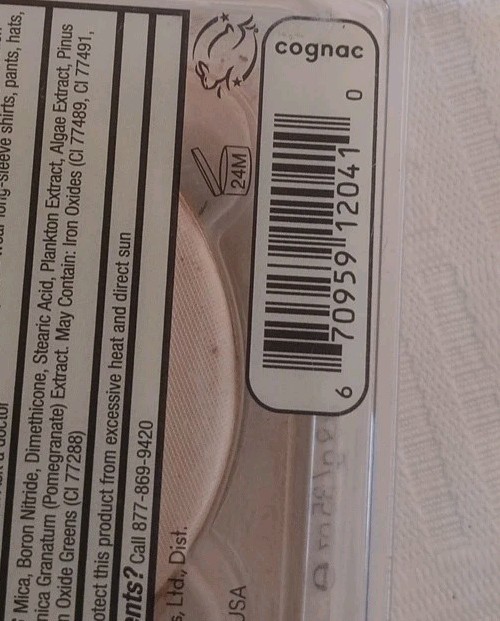 -sleeve shirts, pants, hats,
a doctor
Mica, Boron Nitride, Dimethicone, Stearic Acid, Plankton Extract, Algae Extract, Pinus
nica Granatum (Pomegranate) Extract. May Contain: Iron Oxides (CI 77489, CI 77491,
n Oxide Greens (CI 77288)
otect this product from excessive heat and direct sun
ents? Call 877-869-9420
s, Ltd., Dist.
USA
24M
cognac
6 70959 12041 0